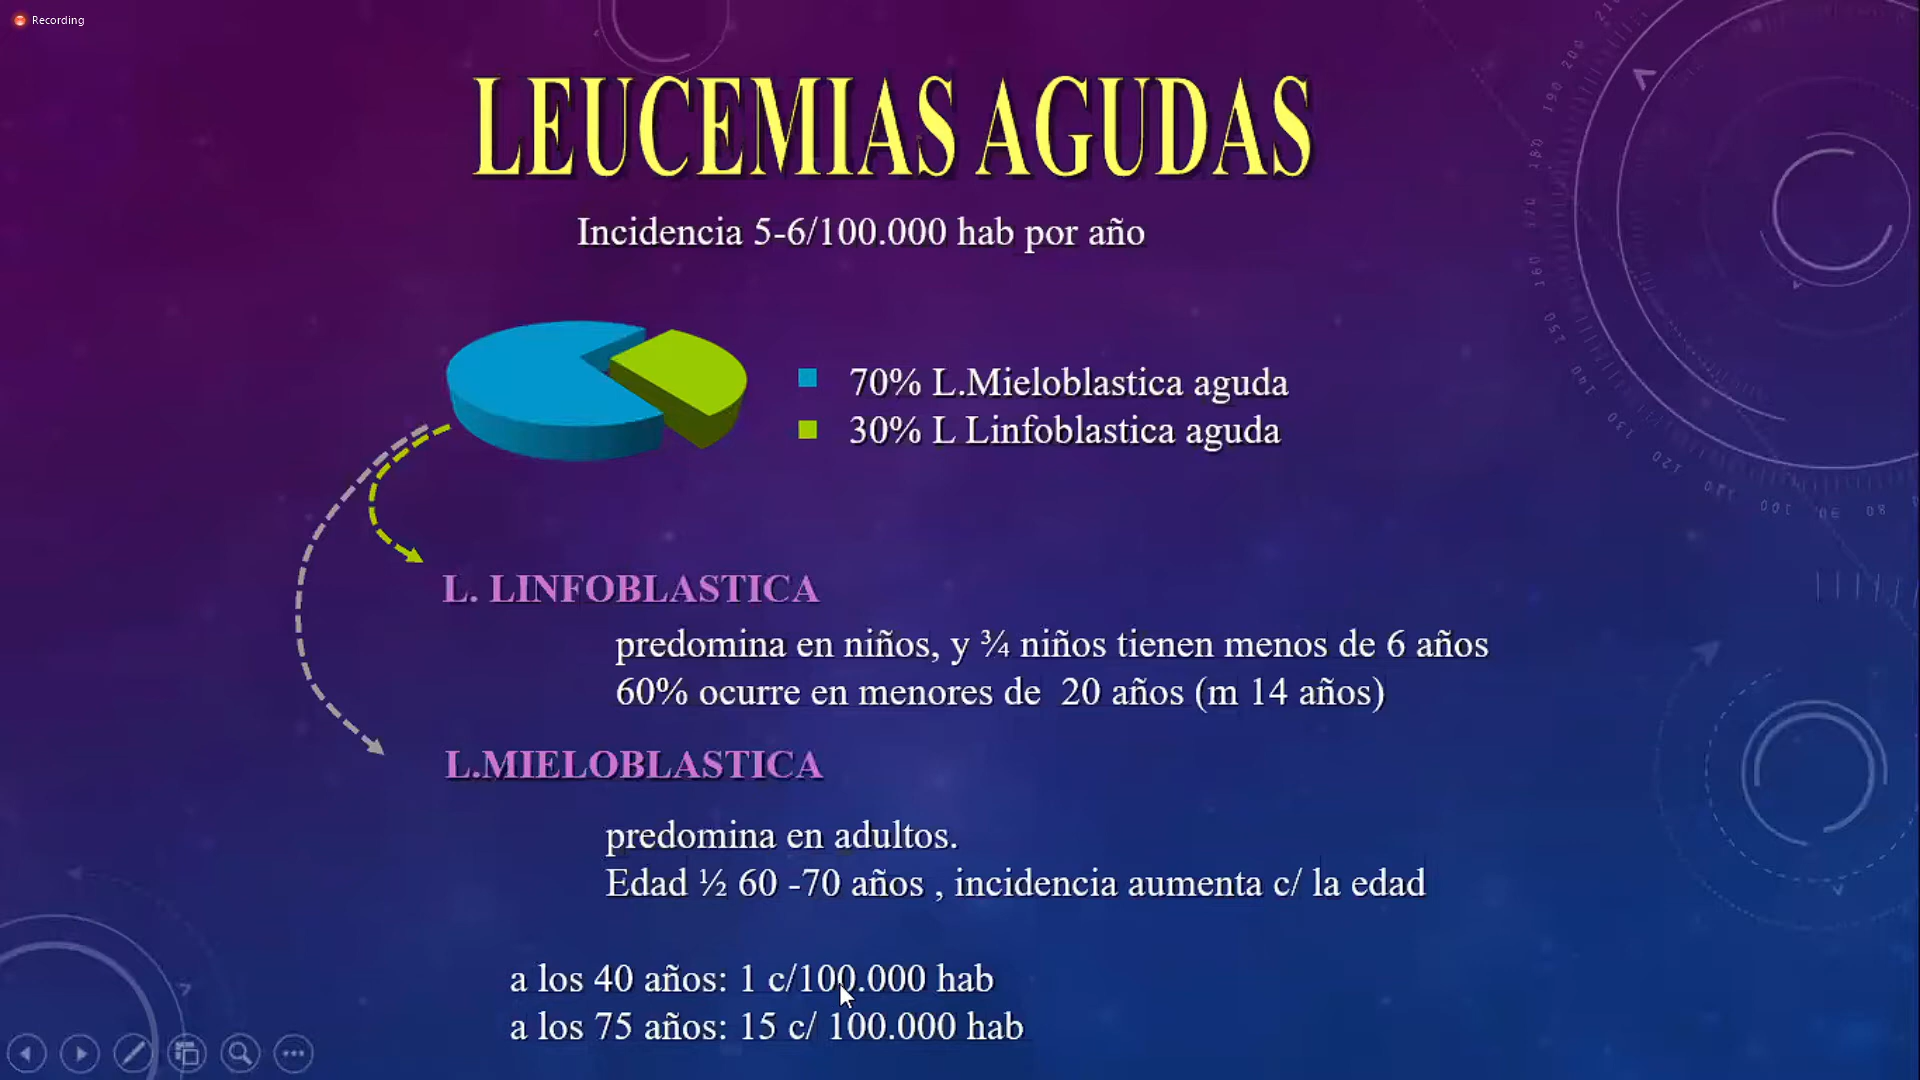 Recording
LEUCEMIAS AGUDAS
Incidencia 5-6/100.000 hab por año
70% L.Mieloblastica aguda
30% L Linfoblastica aguda
L. LINFOBLASTICA
predomina en niños, y ¾ niños tienen menos de 6 años
60% ocurre en menores de 20 años (m 14 años)
L.MIELOBLASTICA
predomina en adultos.
Edad ½ 60 -70 años , incidencia aumenta c/ la edad
a los 40 años: 1 c/100.000 hab
a los 75 años: 15 c/ 100.000 hab